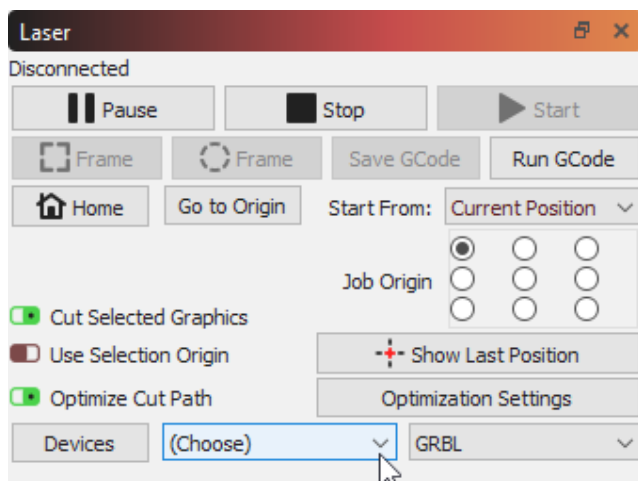 Laser
Disconnected
Pause Stop Start
Frame Frame Save GCode Run GCode
Home Go to Origin Start From: Current Position
Job Origin
Cut Selected Graphics
Use Selection Origin Show Last Position
Optimize Cut Path Optimization Settings
Devices (Choose) GRBL